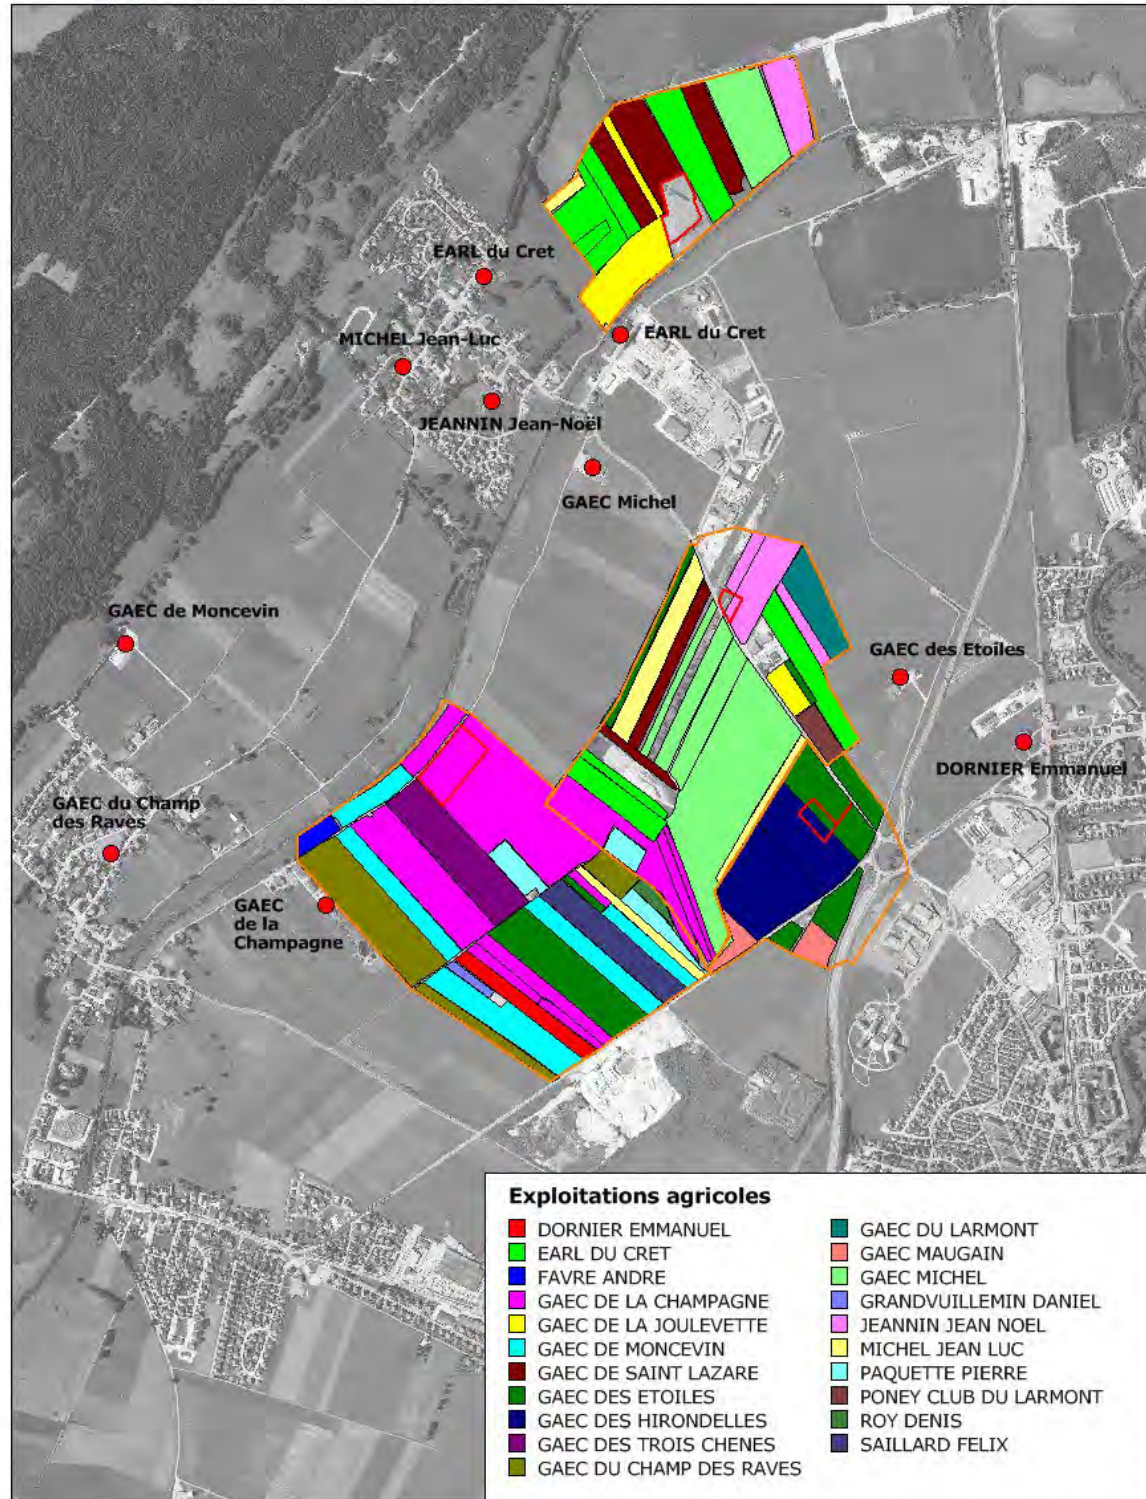 EARL du Cret
EARL du Cret
MICHEL Jean-Luc
JEANNIN Jean-Noël
GAEC Michel
GAEC de Moncevin
GAEC des Etoiles
DORNIER Emmanuel
GAEC du Champ
des Raves
GAEC
de la
Champagne
Exploitations agricoles
DORNIER EMMANUEL
EARL DU CRET
FAVRE ANDRE
GAEC DE LA CHAMPAGNE
GAEC DE LA JOULEVETTE
GAEC DE MONCEVIN
GAEC DE SAINT LAZARE
GAEC DES ETOILES
GAEC DES HIRONDELLES
GAEC DES TROIS CHENES
GAEC DU CHAMP DES RAVES
GAEC DU LARMONT
GAEC MAUGAIN
GAEC MICHEL
GRANDVUILLEMIN DANIEL
JEANNIN JEAN NOEL
MICHEL JEAN LUC
PAQUETTE PIERRE
PONEY CLUB DU LARMONT
ROY DENIS
SAILLARD FELIX